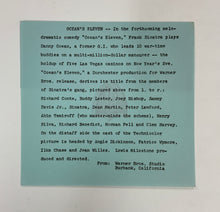 OCEAN'S ELEVEN -- In the forthcoming melo-
dramatic comedy "Ocean's Eleven," Frank Sinatra plays
Danny Ocean, a former G.I. who leads 10 war-time
buddies on a multi-million-dollar maneuver -- the
holdup of five Las Vegas casinos on New Year's Eve.
"Ocean's Eleven," a Dorchester production for Warner
Bros. release, derives its title from the members
of Sinatra's gang, pictured above from l. to r.:
Richard Conte, Buddy Lester, Joey Bishop, Sammy
Davis Jr., Sinatra, Dean Martin, Peter Lawford,
Akim Tamiroff (who master-minds the scheme), Henry
Silva, Richard Benedict, Norman Fell and Clem Harvey.
On the distaff side the cast of the Technicolor
picture is headed by Angie Dickinson, Patrice Wymore,
Ilka Chase and Jean Willes. Lewis Milestone pro-
duced and directed.
From: Warner Bros. Studio
Burbank, California